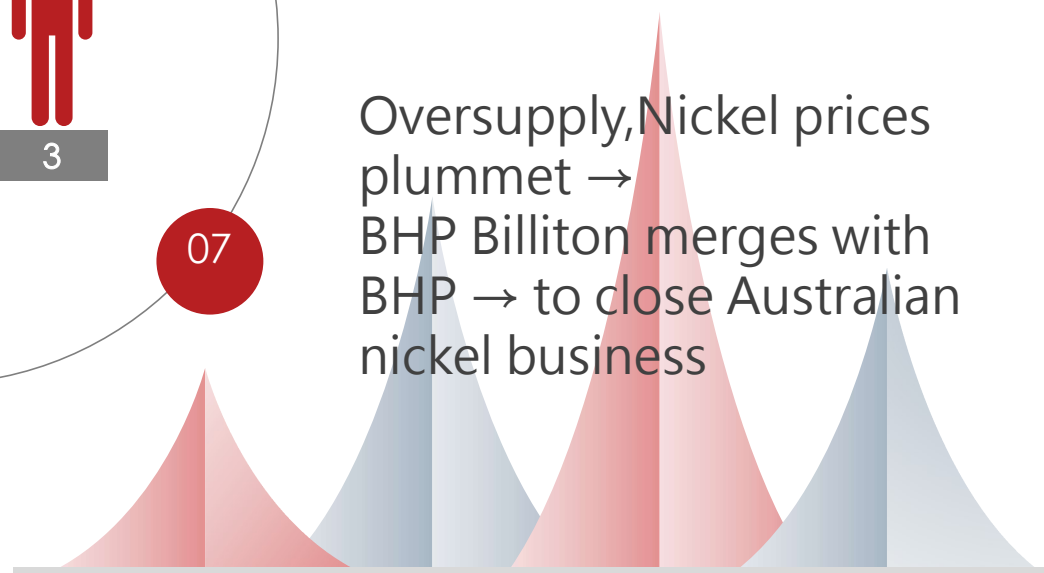 3
07
Oversupply,Nickel prices
plummet →
BHP Billiton merges with
BHP → to close Australian
nickel business